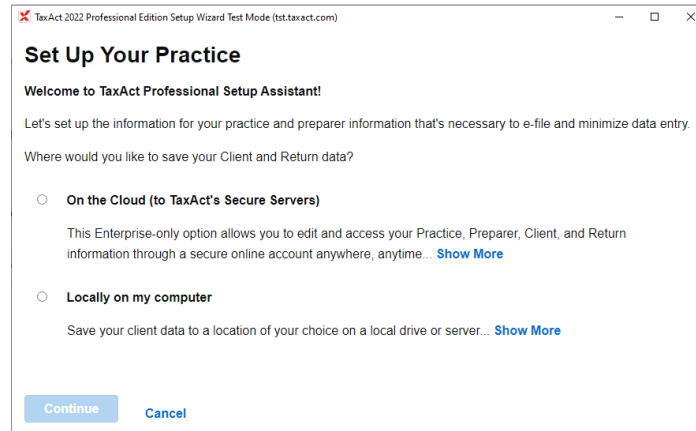 TaxAct 2022 Professional Edition Setup Wizard Test Mode (tst.taxact.com)
Set Up Your Practice
Welcome to TaxAct Professional Setup Assistant!
Let's set up the information for your practice and preparer information that's necessary to e-file and minimize data entry.
Where would you like to save your Client and Return data?
On the Cloud (to TaxAct's Secure Servers)
This Enterprise-only option allows you to edit and access your Practice, Preparer, Client, and Return
information through a secure online account anywhere, anytime... Show More
Locally on my computer
Save your client data to a location of your choice on a local drive or server... Show More
Continue
Cancel